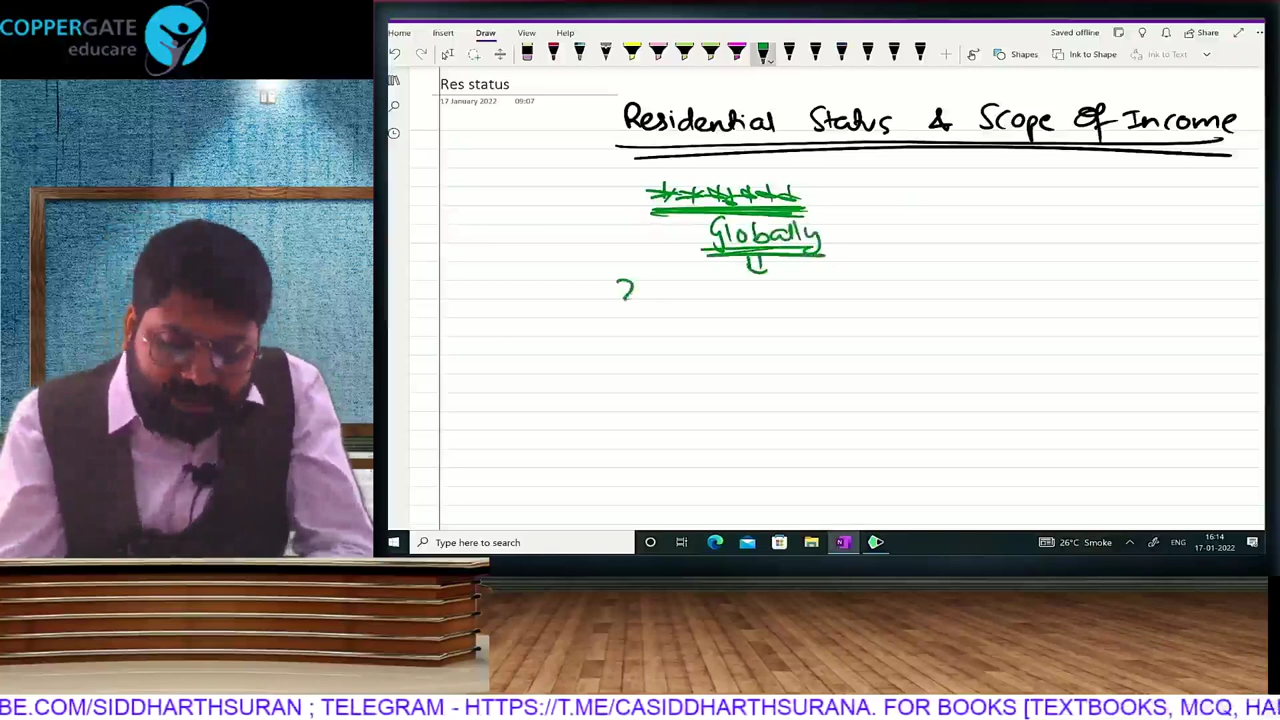 COPPERGATE
educare
Home Insert Draw View Help
Saved offline
Share
Shapes
Ink to Shape
Ink to Text
Res status
17 January 2022 09:07
Residential Status & Scope Of Income
Globally
2
Type here to search
26°C Smoke
ENG
16:14
17-01-2022
BE.COM/SIDDHARTHSURAN ; TELEGRAM - HTTPS://T.ME/CASIDDHARTHSURANA. FOR BOOKS [TEXTBOOKS, MCQ, HA